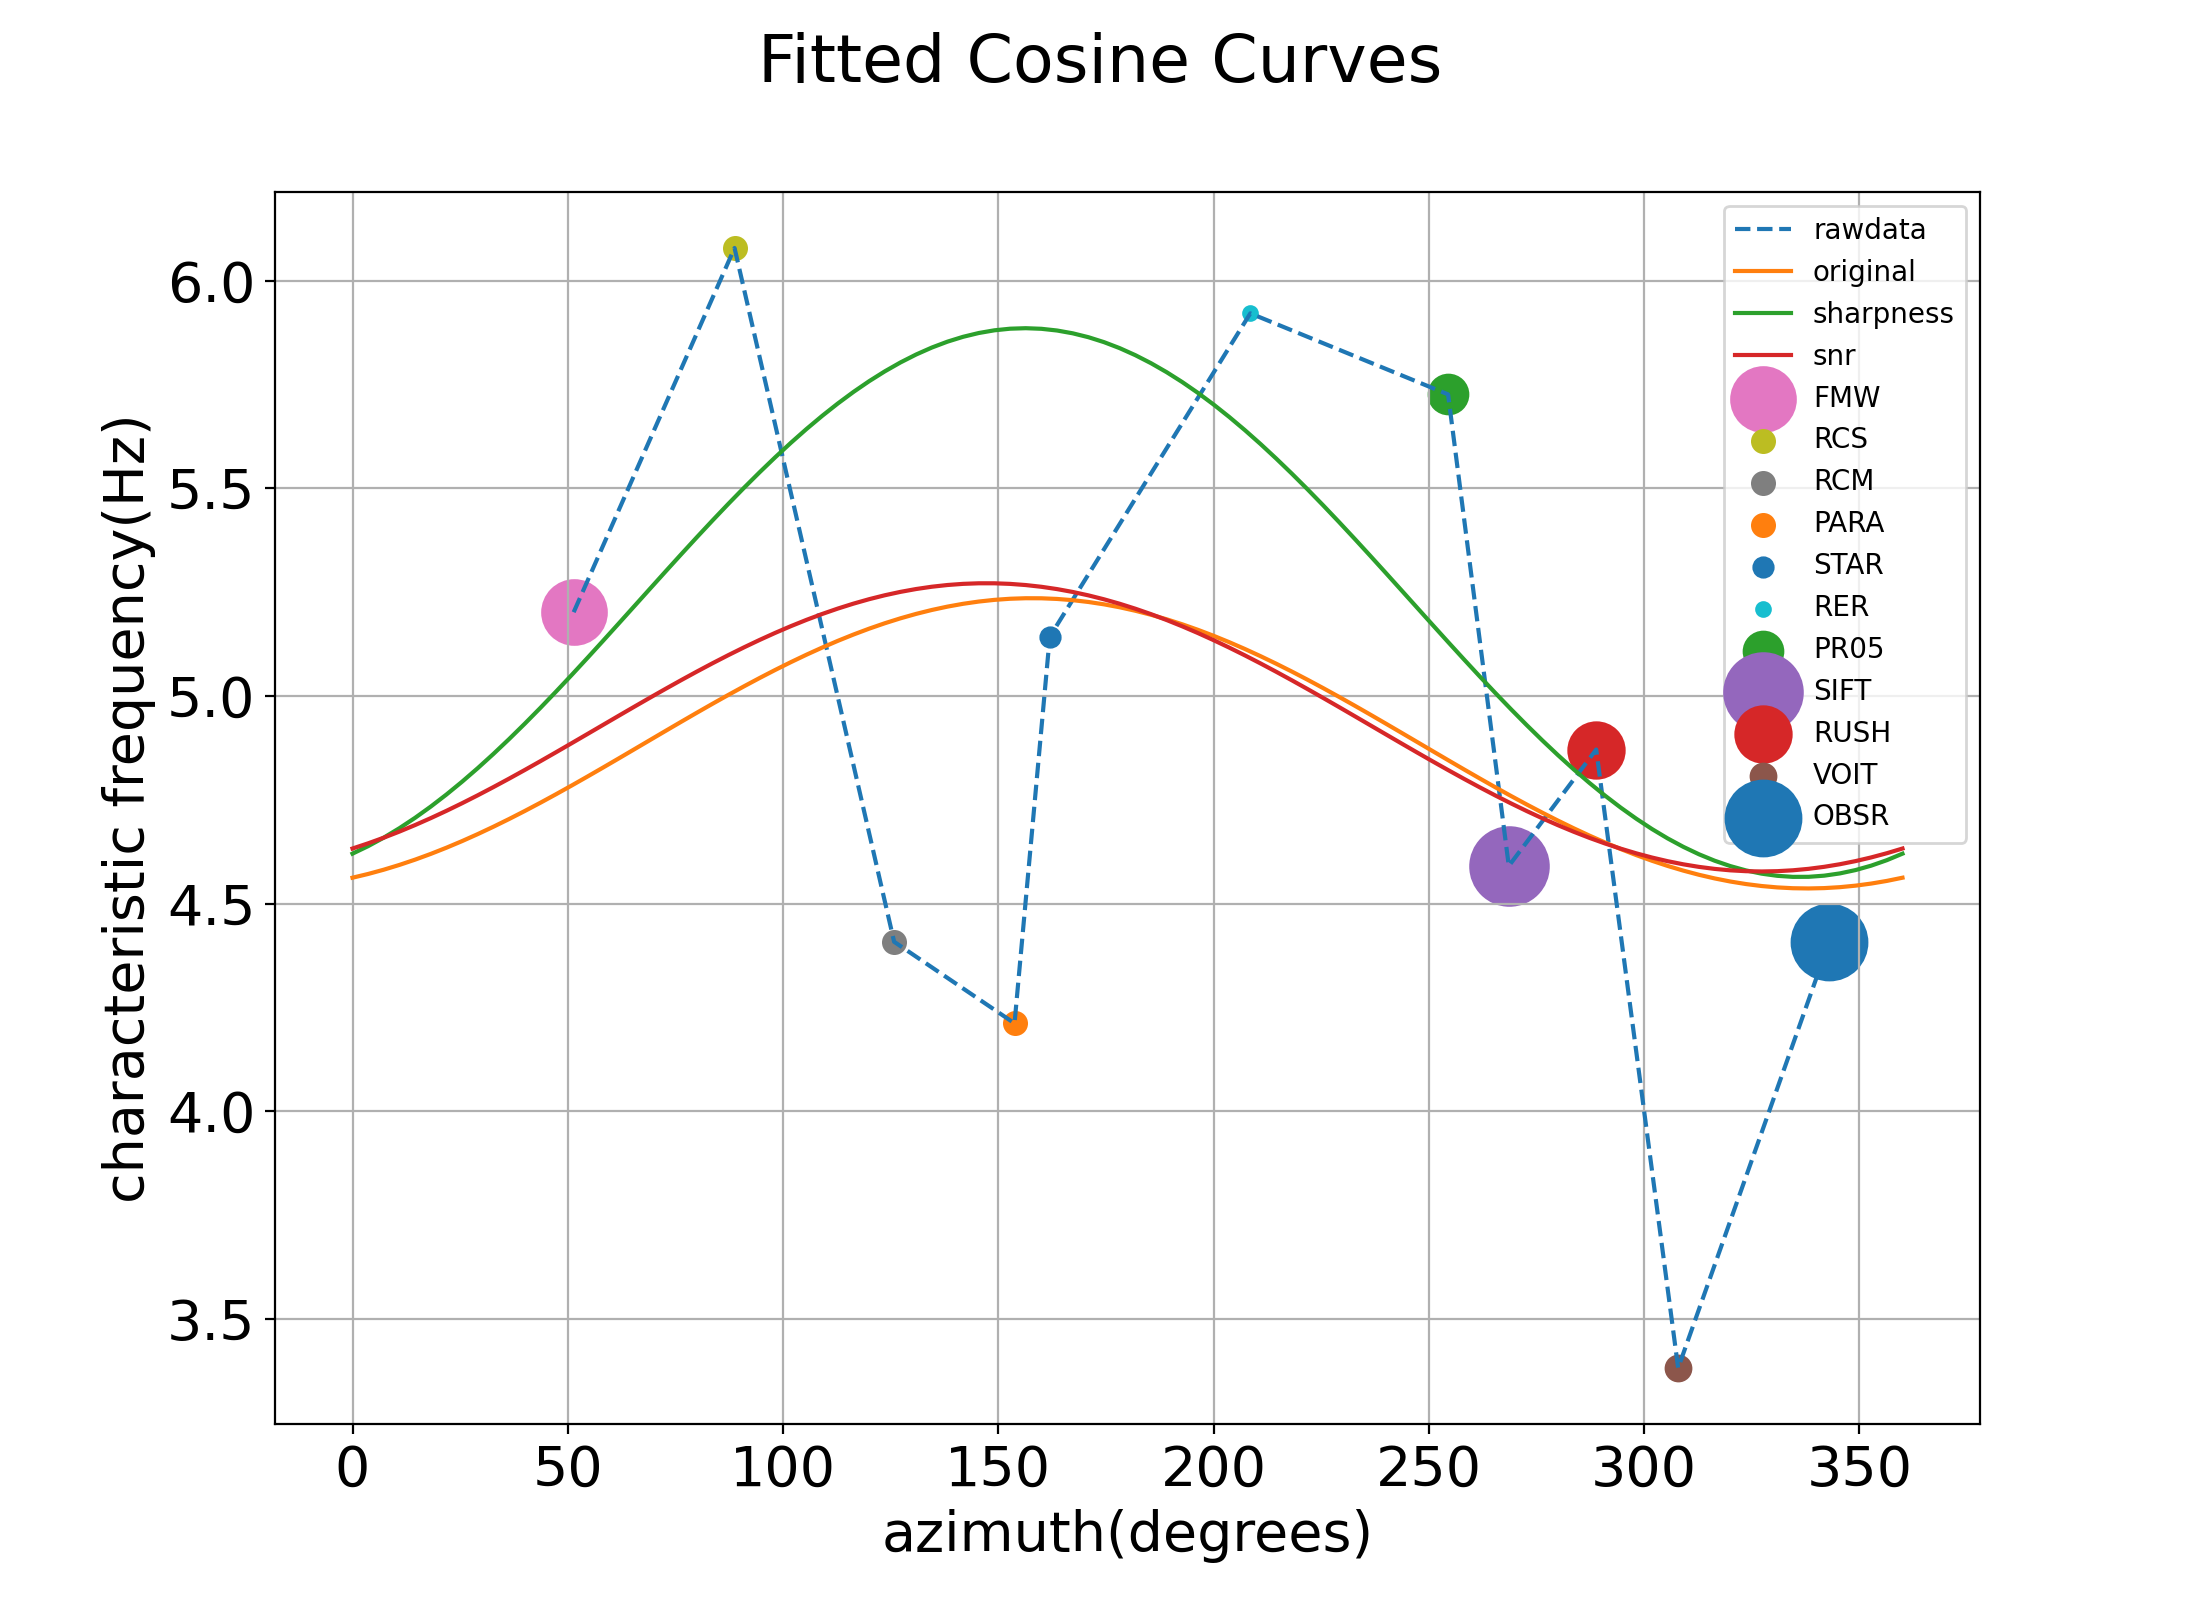 Fitted Cosine Curves
characteristic frequency(Hz)
6.0
5.5
5.0
4.5
4.0
3.5
rawdata
original
sharpness
snr
FMW
RCS
RCM
PARA
STAR
RER
PR05
SIFT
RUSH
VOIT
OBSR
0 50 100 150 200 250 300 350
azimuth(degrees)